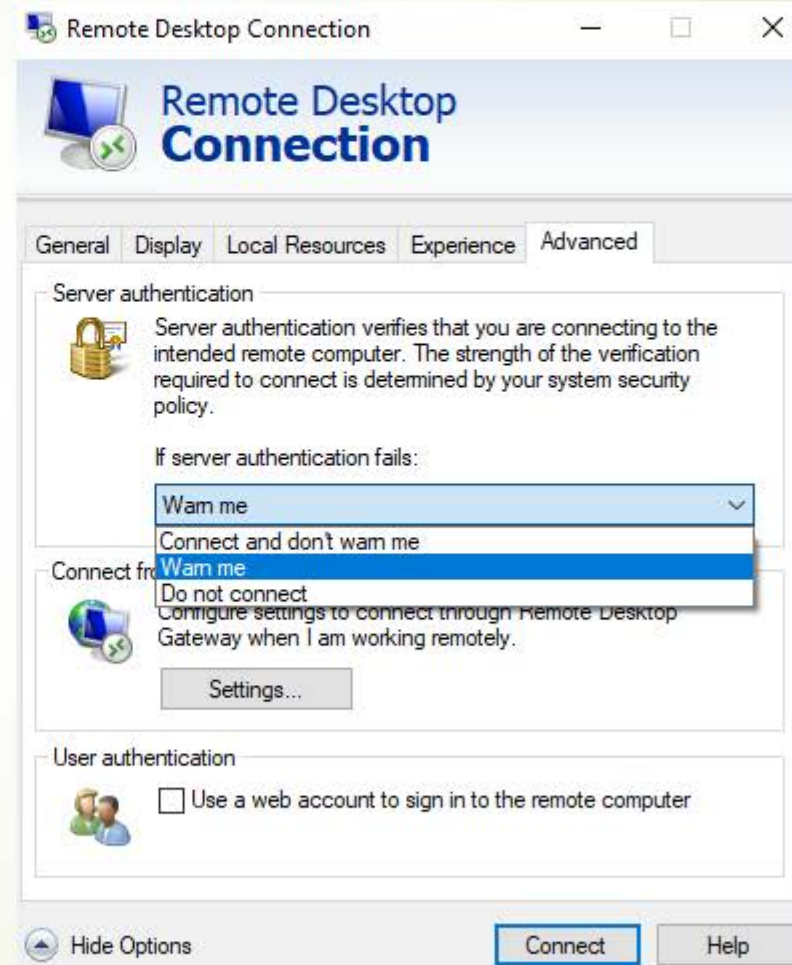 Remote Desktop Connection
Remote Desktop
Connection
General Display Local Resources Experience Advanced
Server authentication
Server authentication verifies that you are connecting to the
intended remote computer. The strength of the verification
required to connect is determined by your system security
policy.
If server authentication fails:
Warn me
Connect and don't warn me
Warn me
Do not connect
Connect
Configure settings to connect through Remote Desktop
Gateway when I am working remotely.
Settings...
User authentication
Use a web account to sign in to the remote computer
Hide Options
Connect
Help